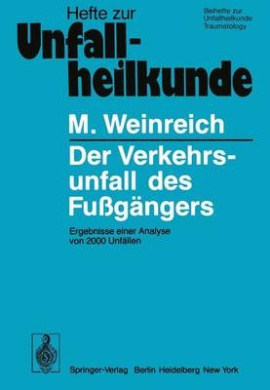 Hefte zur
Unfall-
heilkunde
Beihefte zur
Unfallheilkunde
Traumatology
M. Weinreich
Der Verkehrs-
unfall des
Fußgängers
Ergebnisse einer Analyse
von 2000 Unfällen
Springer-Verlag Berlin Heidelberg New York